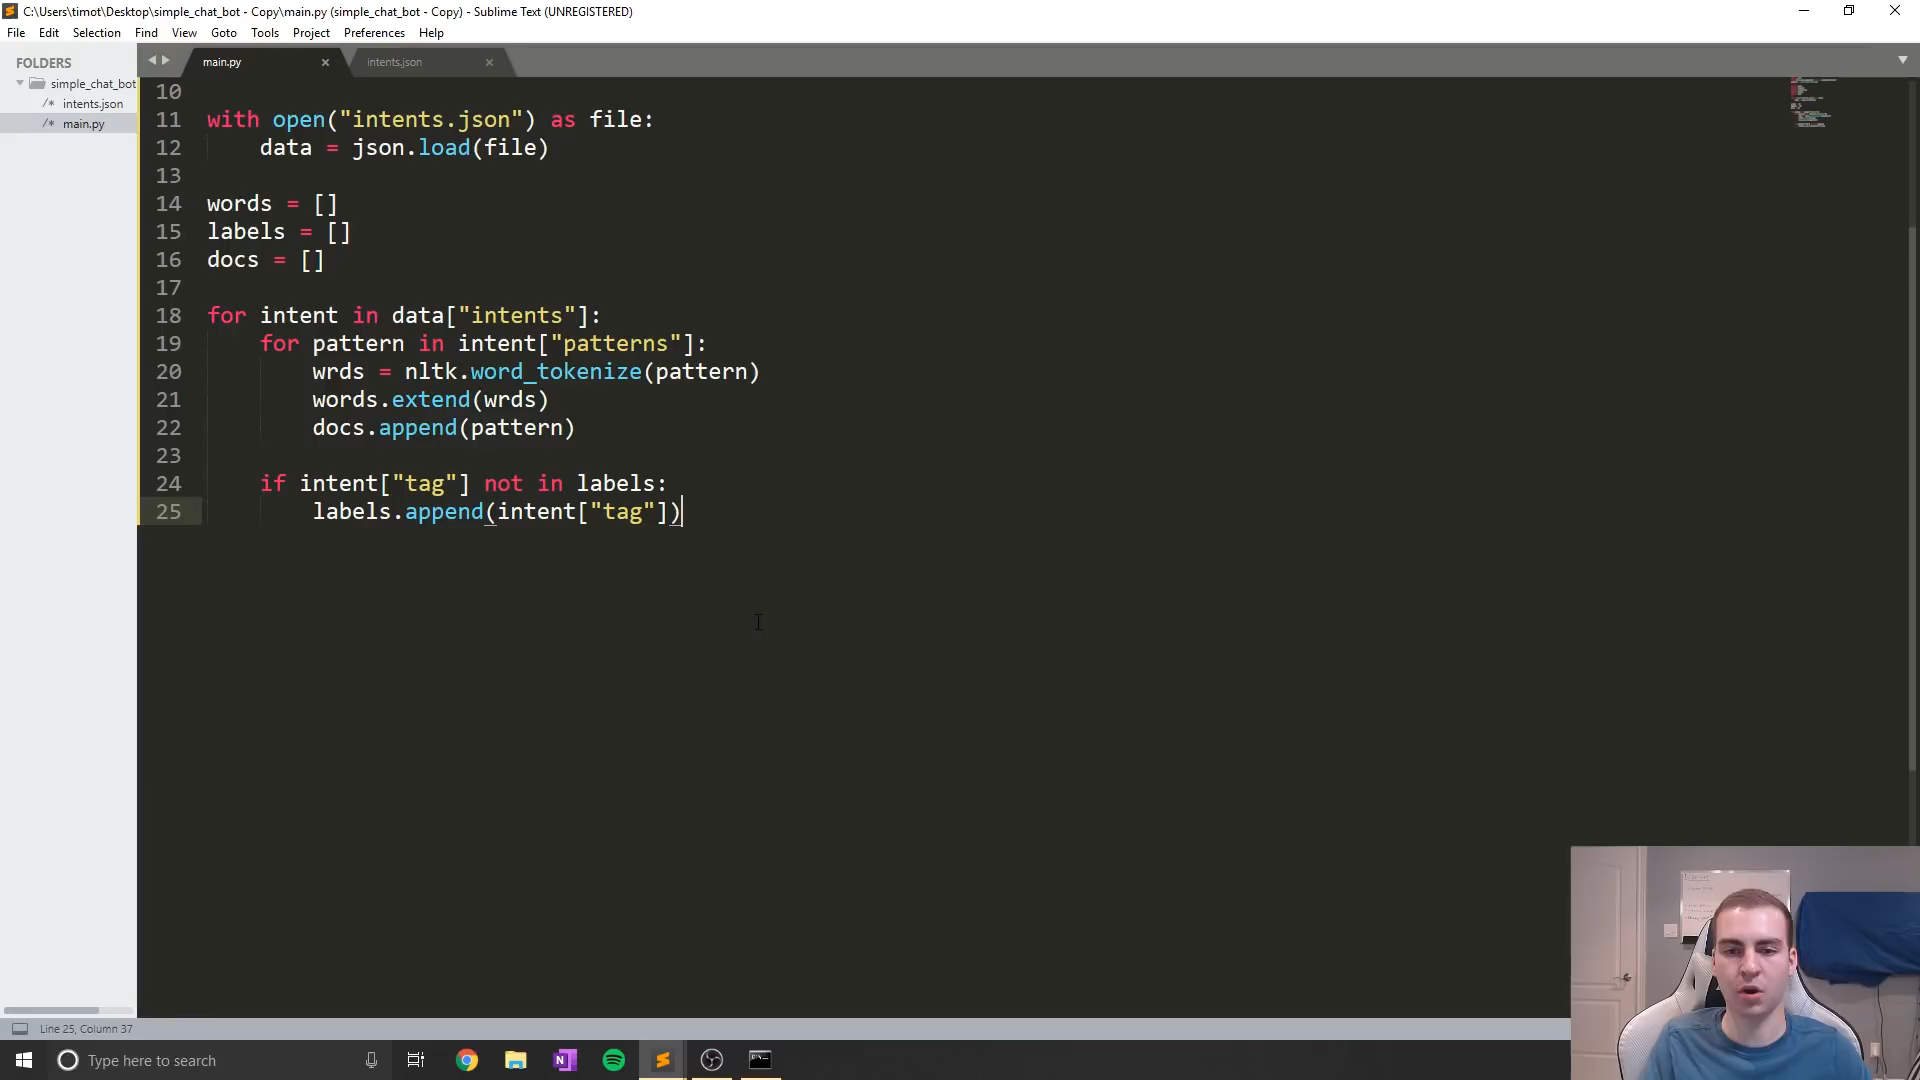 C:\Users\timot\Desktop\simple_chat_bot - Copy\main.py (simple_chat_bot - Copy) - Sublime Text (UNREGISTERED)
File Edit Selection Find View Goto Tools Project Preferences Help
FOLDERS
simple_chat_bot
/* intents.json
/* main.py
main.py
intents.json
10
11 with open("intents.json") as file:
12 data = json.load(file)
13
14 words = []
15 labels = []
16 docs = []
17
18 for intent in data["intents"]:
19 for pattern in intent["patterns"]:
20 wrds = nltk.word_tokenize(pattern)
21 words.extend(wrds)
22 docs.append(pattern)
23
24 if intent["tag"] not in labels:
25 labels.append(intent["tag"])
Line 25, Column 37
Type here to search